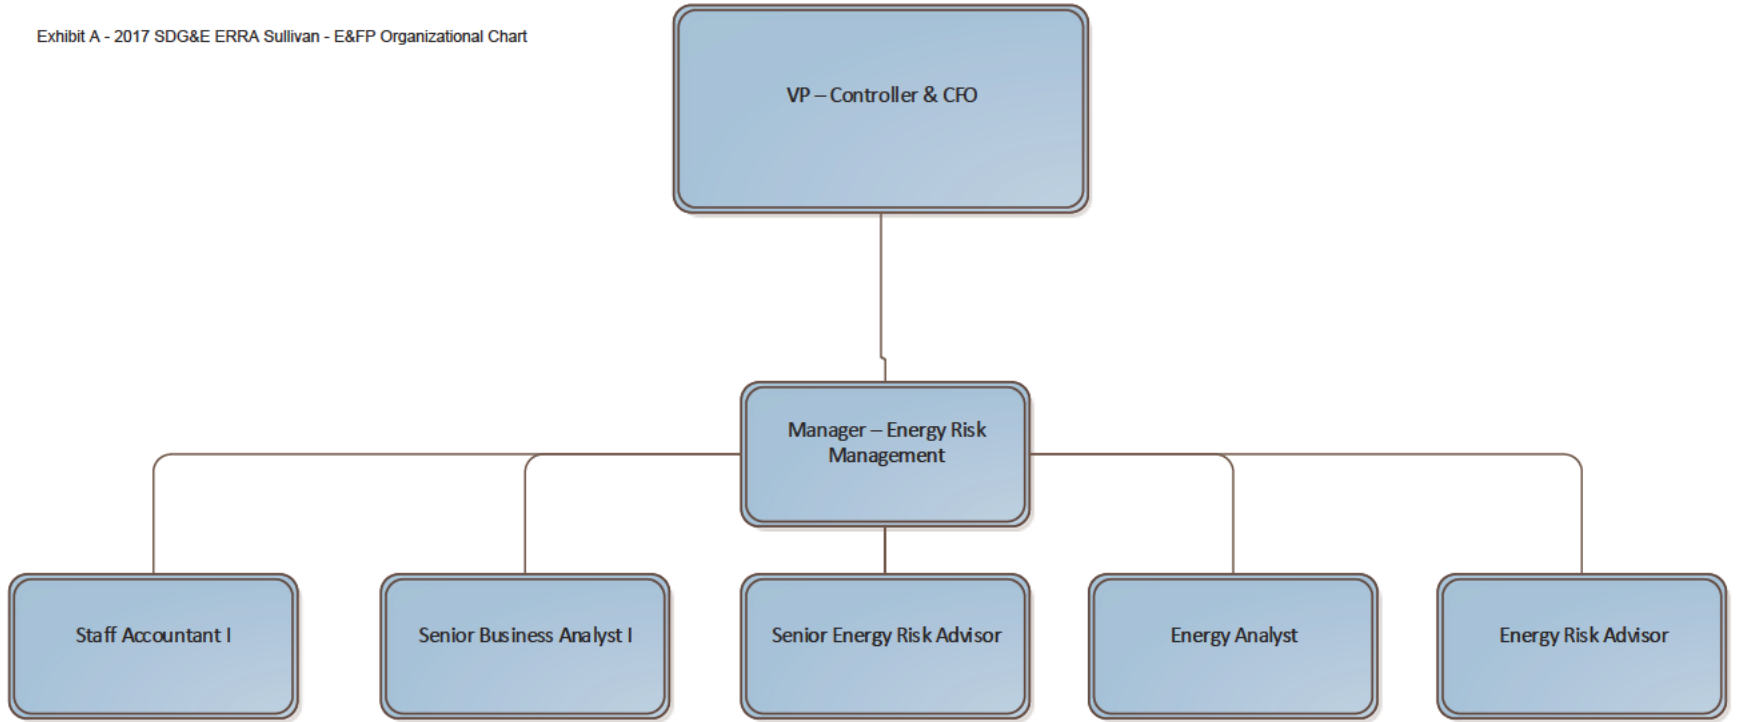 Exhibit A - 2017 SDG&E ERRA Sullivan - E&FP Organizational Chart
VP – Controller & CFO
Manager – Energy Risk
Management
Staff Accountant I
Senior Business Analyst I
Senior Energy Risk Advisor
Energy Analyst
Energy Risk Advisor